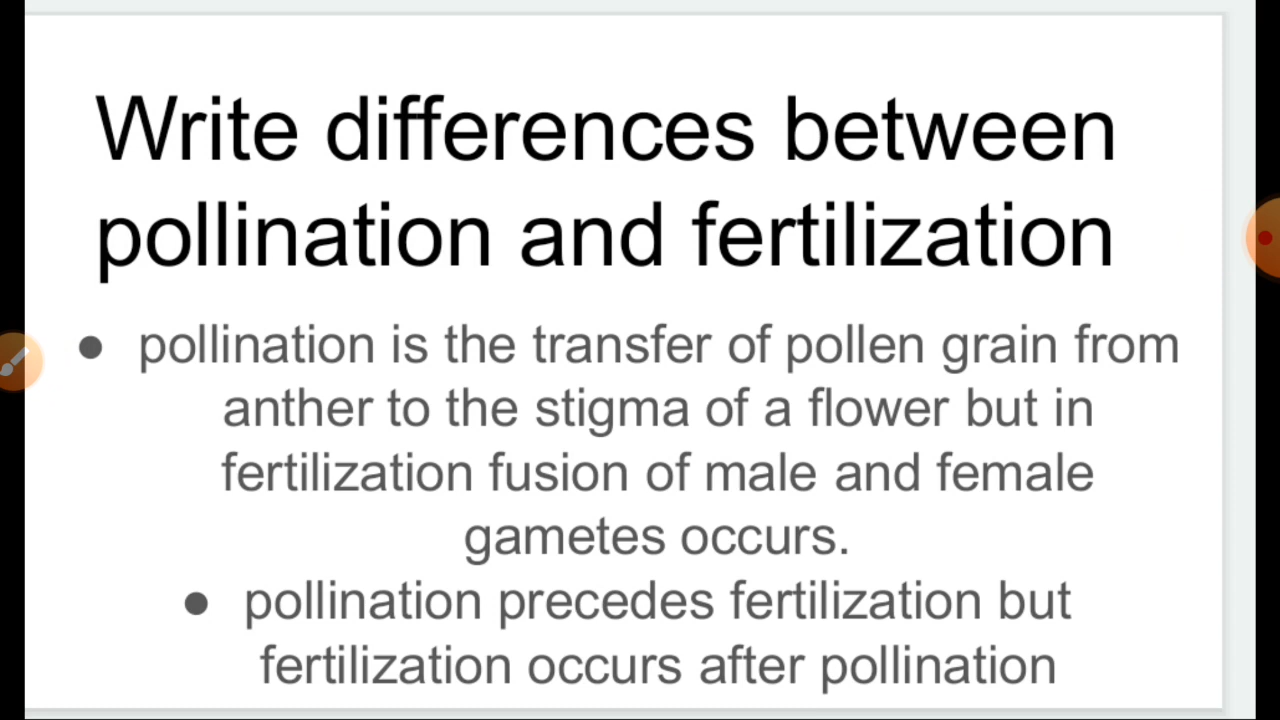 Write differences between
pollination and fertilization
● pollination is the transfer of pollen grain from
anther to the stigma of a flower but in
fertilization fusion of male and female
gametes occurs.
● pollination precedes fertilization but
fertilization occurs after pollination